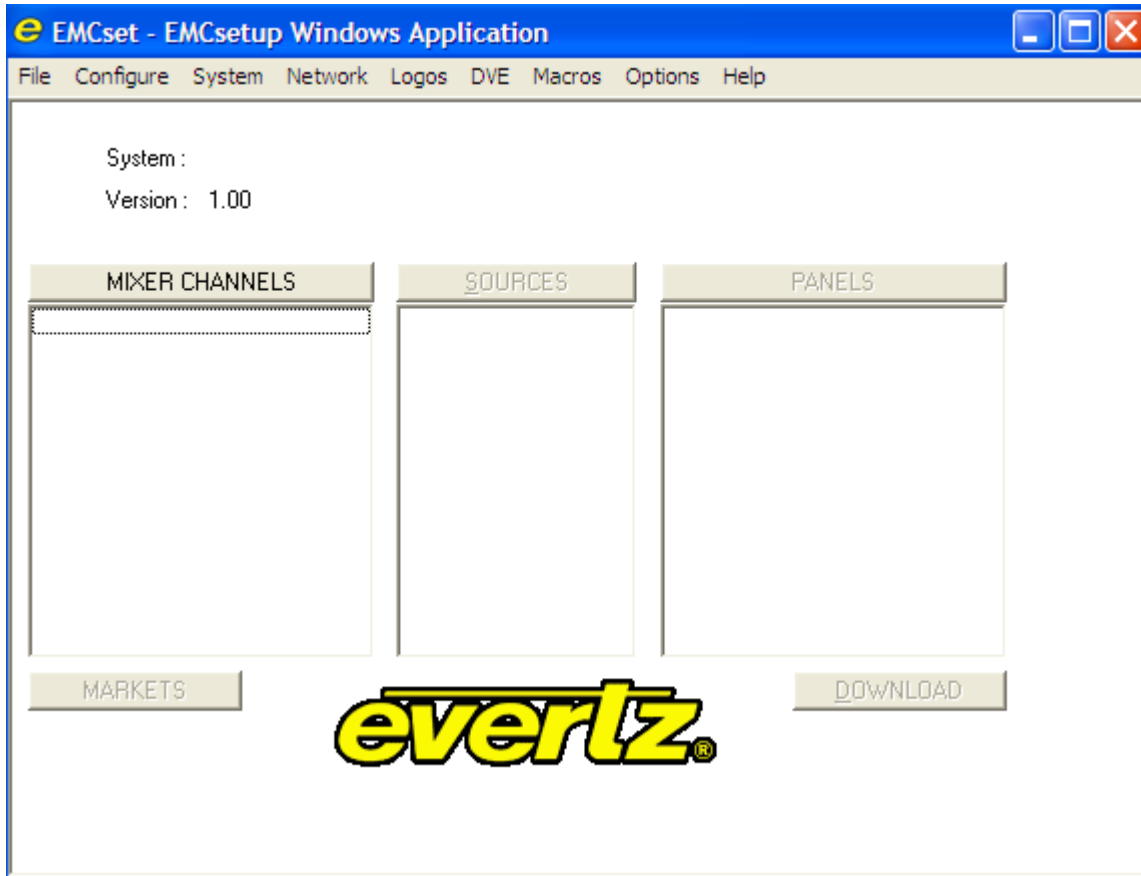 e EMCset - EMCsetup Windows Application
File Configure System Network Logos DVE Macros Options Help
System :
Version : 1.00
MIXER CHANNELS SOURCES PANELS
MARKETS DOWNLOAD
evertz®